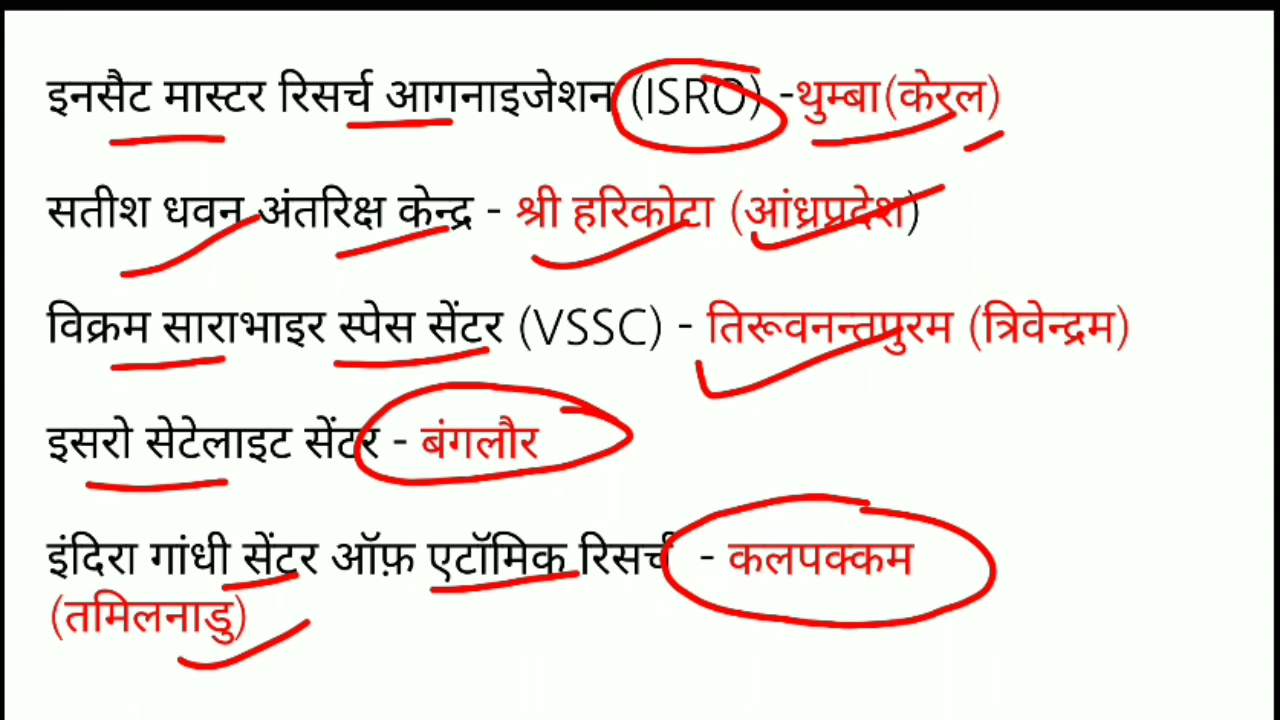 इनसैट मास्टर रिसर्च आगनाइजेशन (ISRO) -थुम्बा(केरल)
सतीश धवन अंतरिक्ष केन्द्र - श्री हरिकोटा (आंध्रप्रदेश)
विक्रम साराभाइर स्पेस सेंटर (VSSC) - तिरूवनन्तपुरम (त्रिवेन्द्रम)
इसरो सेटेलाइट सेंटर - बंगलौर
इंदिरा गांधी सेंटर ऑफ़ एटॉमिक रिसर्च - कलपक्कम
(तमिलनाडु)